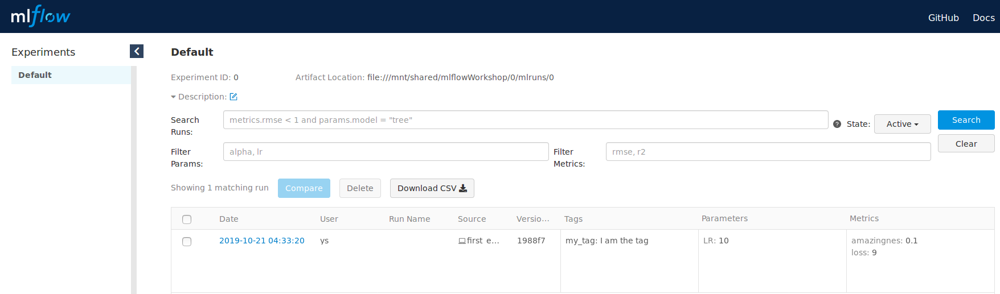 mlflow GitHub Docs
Experiments
Default
Default
Experiment ID: 0 Artifact Location: file:///mnt/shared/mlflowWorkshop/0/mlruns/0
Description:
Search Runs: metrics.rmse < 1 and params.model = "tree" ? State: Active Search
Filter Params: alpha, lr Filter Metrics: rmse, r2 Clear
Showing 1 matching run Compare Delete Download CSV
Date User Run Name Source Versio... Tags Parameters Metrics
2019-10-21 04:33:20 ys first_e... 1988f7 my_tag: I am the tag LR: 10 amazingnes: 0.1
loss: 9